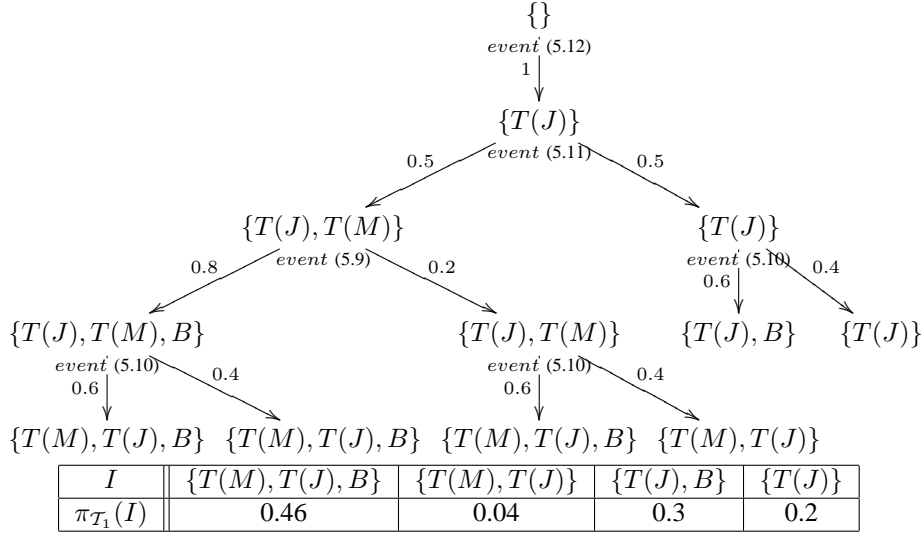 {}
event (5.12)
1
{T(J)}
event (5.11)
0.5 0.5
{T(J), T(M)} {T(J)}
event (5.9) event (5.10)
0.8 0.2 0.6 0.4
{T(J), T(M), B} {T(J), T(M)} {T(J), B} {T(J)}
event (5.10) event (5.10)
0.6 0.4 0.6 0.4
{T(M), T(J), B} {T(M), T(J), B} {T(M), T(J), B} {T(M), T(J)}
I {T(M), T(J), B} {T(M), T(J)} {T(J), B} {T(J)}
π_𝒯₁(I) 0.46 0.04 0.3 0.2